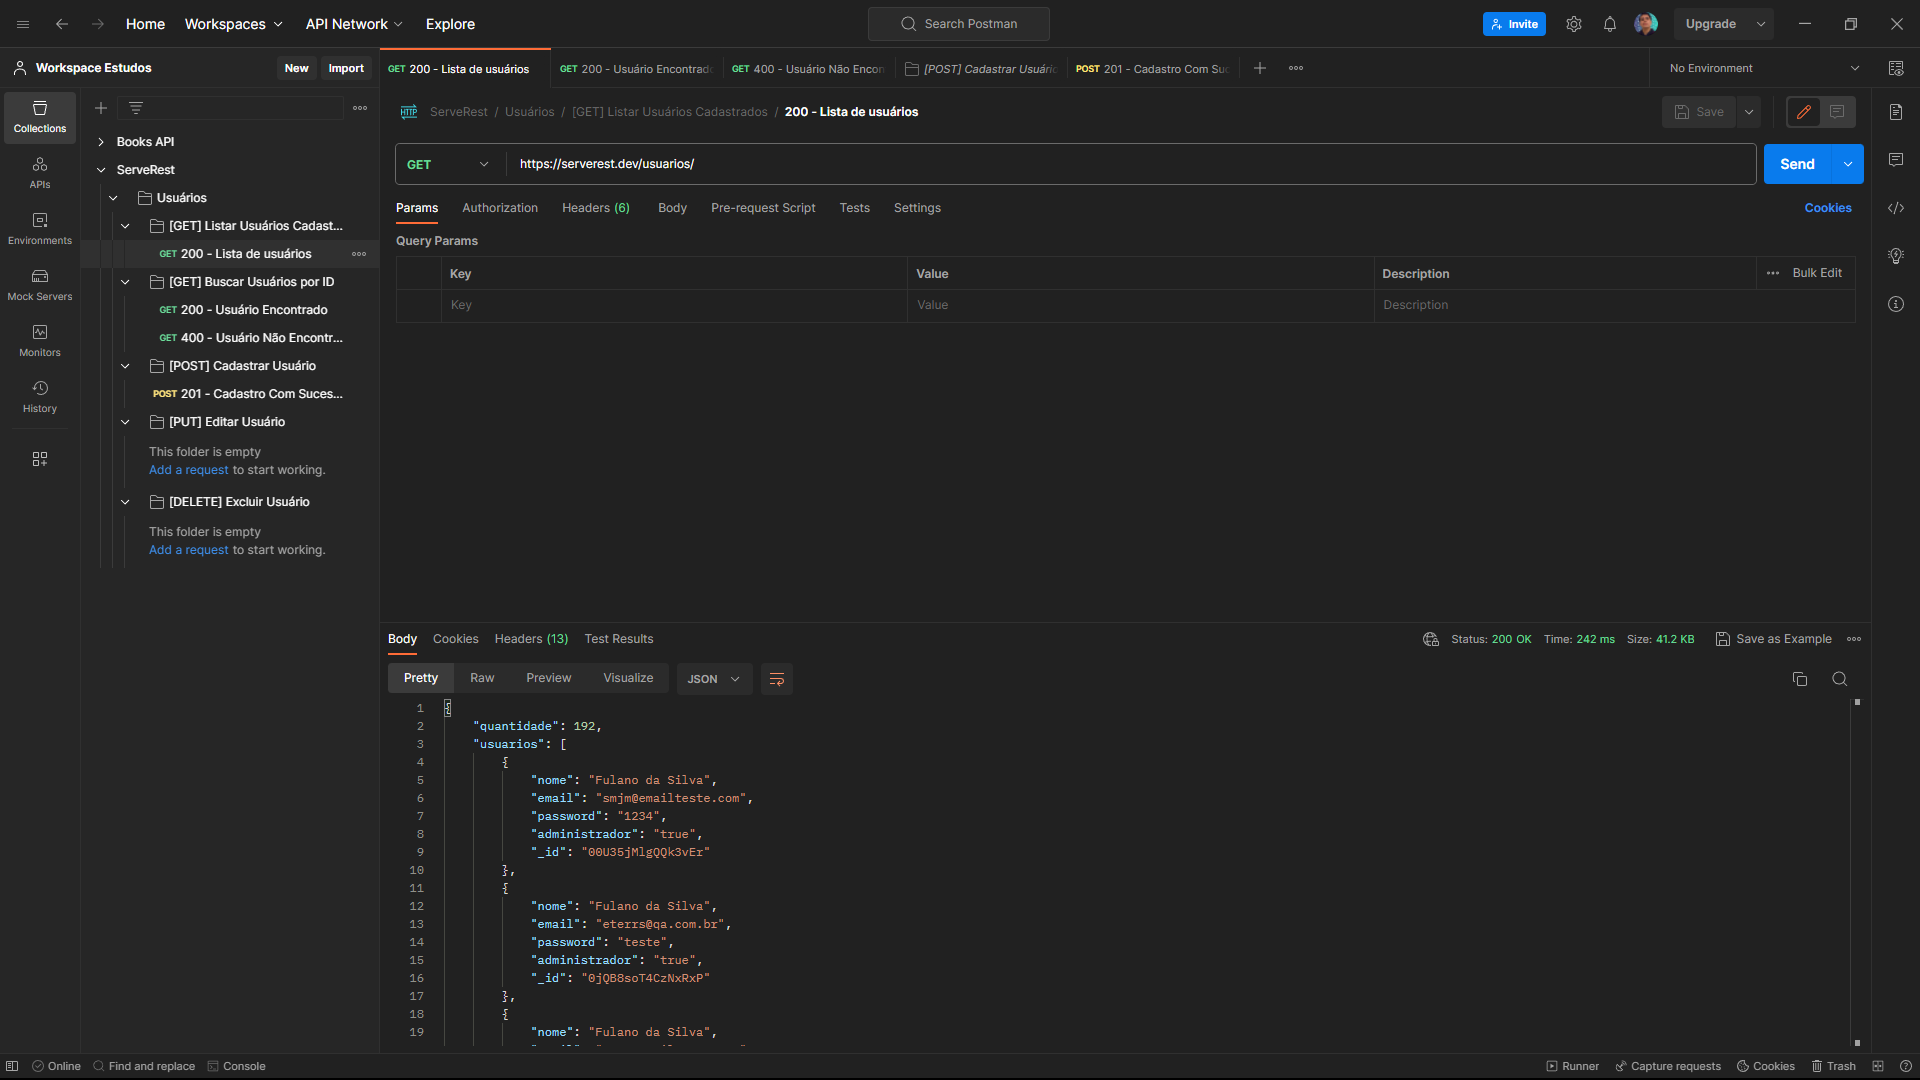 Home Workspaces API Network Explore
Search Postman
Invite
Upgrade
Workspace Estudos
New Import
GET 200 - Lista de usuários
GET 200 - Usuário Encontrad
GET 400 - Usuário Não Encon
[POST] Cadastrar Usuári
POST 201 - Cadastro Com Su
No Environment
Collections
APIs
Environments
Mock Servers
Monitors
History
Books API
ServeRest
Usuários
[GET] Listar Usuários Cadast...
GET 200 - Lista de usuários
[GET] Buscar Usuários por ID
GET 200 - Usuário Encontrado
GET 400 - Usuário Não Encontr...
[POST] Cadastrar Usuário
POST 201 - Cadastro Com Suces...
[PUT] Editar Usuário
This folder is empty
Add a request to start working.
[DELETE] Excluir Usuário
This folder is empty
Add a request to start working.
HTTP ServeRest / Usuários / [GET] Listar Usuários Cadastrados / 200 - Lista de usuários
Save
GET https://serverest.dev/usuarios/
Send
Params Authorization Headers (6) Body Pre-request Script Tests Settings
Cookies
Query Params
Key Value Description Bulk Edit
Key Value Description
Body Cookies Headers (13) Test Results
Status: 200 OK Time: 242 ms Size: 41.2 KB Save as Example
Pretty Raw Preview Visualize JSON
1 {
2 "quantidade": 192,
3 "usuarios": [
4 {
5 "nome": "Fulano da Silva",
6 "email": "smjm@emailteste.com",
7 "password": "1234",
8 "administrador": "true",
9 "_id": "00U35jMlgQQk3vEr"
10 },
11 {
12 "nome": "Fulano da Silva",
13 "email": "eterrs@qa.com.br",
14 "password": "teste",
15 "administrador": "true",
16 "_id": "0jQB8soT4CzNxRxP"
17 },
18 {
19 "nome": "Fulano da Silva",
Online Find and replace Console
Runner Capture requests Cookies Trash